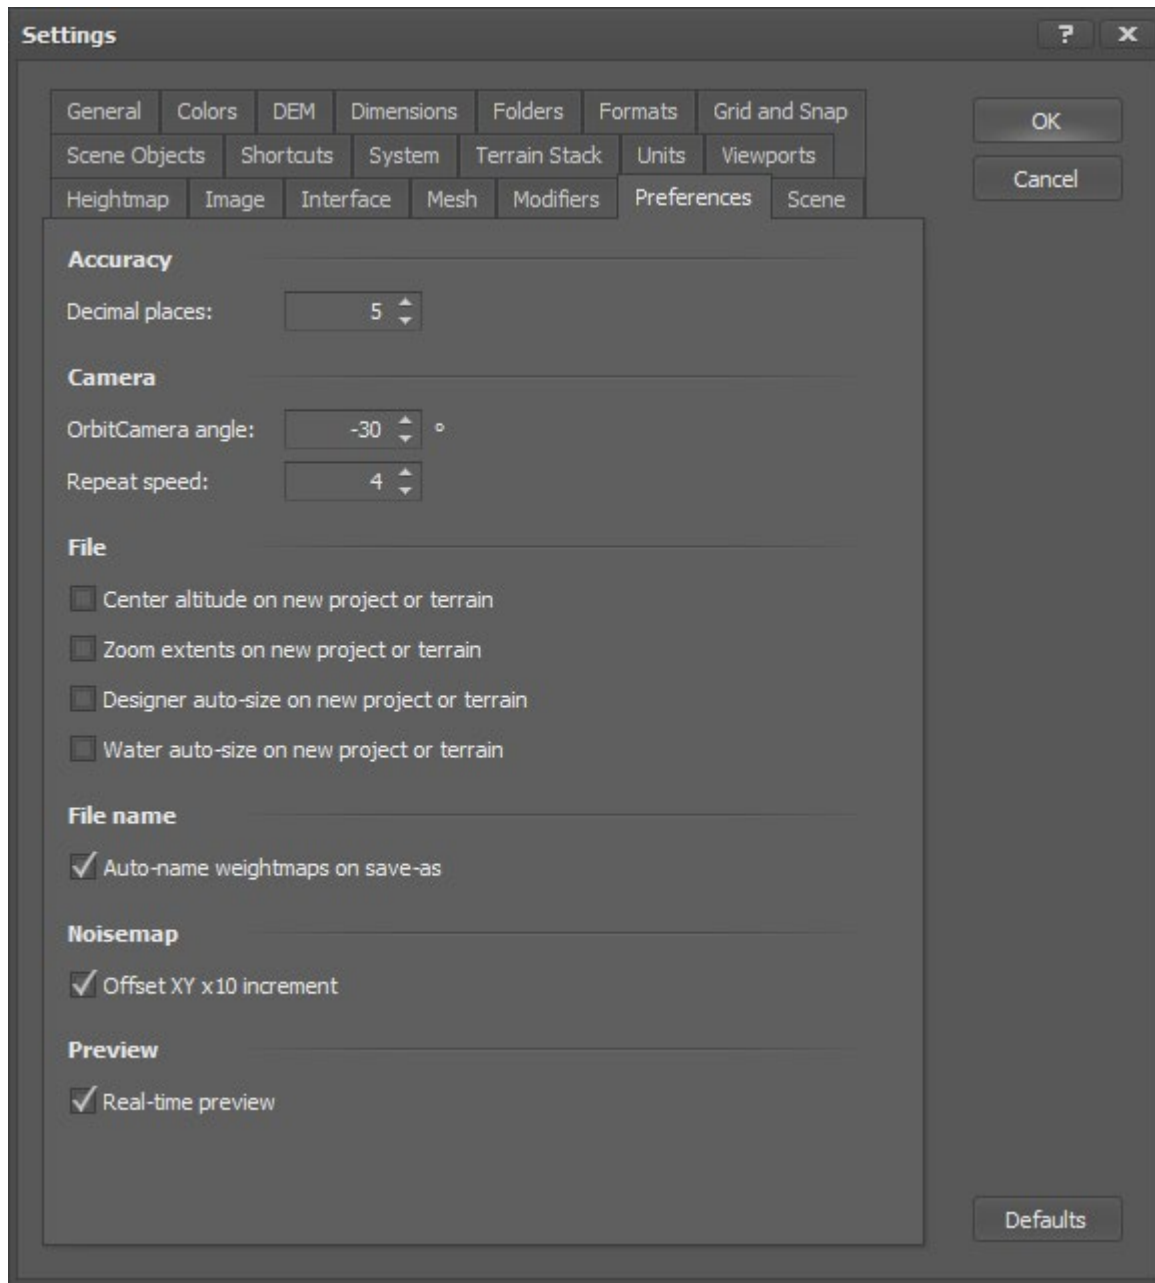 Settings ? x
General Colors DEM Dimensions Folders Formats Grid and Snap
OK
Scene Objects Shortcuts System Terrain Stack Units Viewports
Cancel
Heightmap Image Interface Mesh Modifiers Preferences Scene
Accuracy
Decimal places: 5
Camera
OrbitCamera angle: -30 °
Repeat speed: 4
File
Center altitude on new project or terrain
Zoom extents on new project or terrain
Designer auto-size on new project or terrain
Water auto-size on new project or terrain
File name
Auto-name weightmaps on save-as
Noisemap
Offset XY x10 increment
Preview
Real-time preview
Defaults